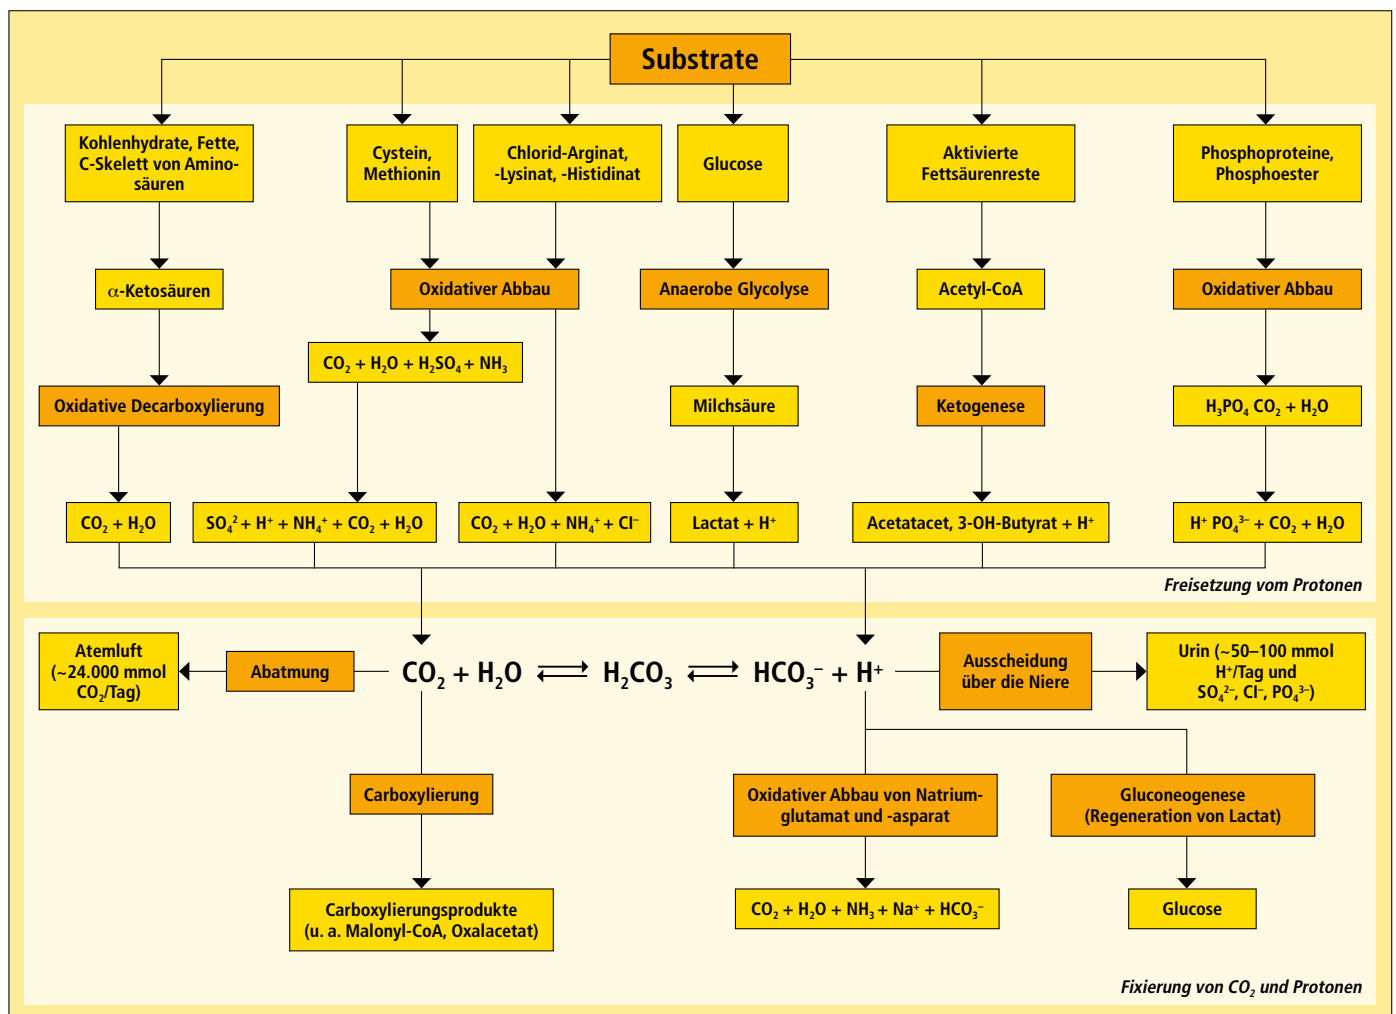 Substrate
Kohlenhydrate, Fette,
C-Skelett von Amino-
säuren
Cystein,
Methionin
Chlorid-Arginat,
-Lysinat, -Histidinat
Glucose
Aktivierte
Fettsäurenreste
Phosphoproteine,
Phosphoester
α-Ketosäuren
Oxidativer Abbau
Anaerobe Glycolyse
Acetyl-CoA
Oxidativer Abbau
CO₂ + H₂O + H₂SO₄ + NH₃
Oxidative Decarboxylierung
Milchsäure
Ketogenese
H₃PO₄ CO₂ + H₂O
CO₂ + H₂O
SO₄² + H⁺ + NH₄⁺ + CO₂ + H₂O
CO₂ + H₂O + NH₄⁺ + Cl⁻
Lactat + H⁺
Acetatacet, 3-OH-Butyrat + H⁺
H⁺ PO₄³⁻ + CO₂ + H₂O
Freisetzung vom Protonen
Atemluft
(~24.000 mmol
CO₂/Tag)
Abatmung
CO₂ + H₂O ⇌ H₂CO₃ ⇌ HCO₃⁻ + H⁺
Ausscheidung
über die Niere
Urin (~50–100 mmol
H⁺/Tag und
SO₄²⁻, Cl⁻, PO₄³⁻)
Carboxylierung
Oxidativer Abbau von Natrium-
glutamat und -asparat
Gluconeogenese
(Regeneration von Lactat)
Carboxylierungsprodukte
(u. a. Malonyl-CoA, Oxalacetat)
CO₂ + H₂O + NH₃ + Na⁺ + HCO₃⁻
Glucose
Fixierung von CO₂ und Protonen